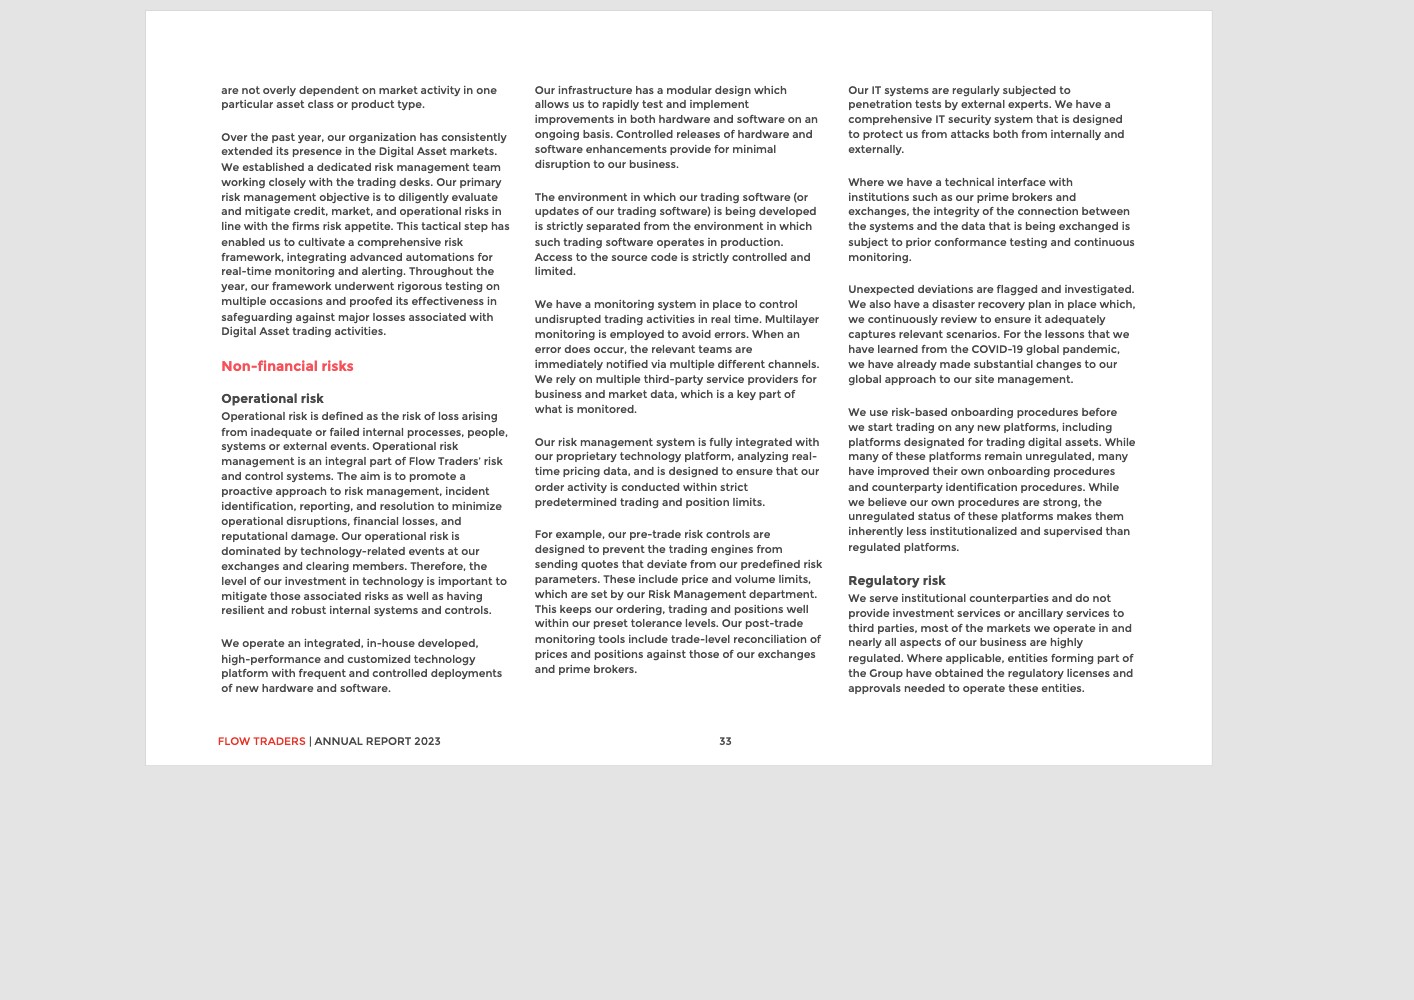 are not overly dependent on market activity in one
particular asset class or product type.
Over the past year, our organization has consistently
extended its presence in the Digital Asset markets.
We established a dedicated risk management team
working closely with the trading desks. Our primary
risk management objective is to diligently evaluate
and mitigate credit, market, and operational risks in
line with the firms risk appetite. This tactical step has
enabled us to cultivate a comprehensive risk
framework, integrating advanced automations for
real-time monitoring and alerting. Throughout the
year, our framework underwent rigorous testing on
multiple occasions and proofed its effectiveness in
safeguarding against major losses associated with
Digital Asset trading activities.
Non-financial risks
Operational risk
Operational risk is defined as the risk of loss arising
from inadequate or failed internal processes, people,
systems or external events. Operational risk
management is an integral part of Flow Traders' risk
and control systems. The aim is to promote a
proactive approach to risk management, incident
identification, reporting, and resolution to minimize
operational disruptions, financial losses, and
reputational damage. Our operational risk is
dominated by technology-related events at our
exchanges and clearing members. Therefore, the
level of our investment in technology is important to
mitigate those associated risks as well as having
resilient and robust internal systems and controls.
We operate an integrated, in-house developed,
high-performance and customized technology
platform with frequent and controlled deployments
of new hardware and software.
Our infrastructure has a modular design which
allows us to rapidly test and implement
improvements in both hardware and software on an
ongoing basis. Controlled releases of hardware and
software enhancements provide for minimal
disruption to our business.
The environment in which our trading software (or
updates of our trading software) is being developed
is strictly separated from the environment in which
such trading software operates in production.
Access to the source code is strictly controlled and
limited.
We have a monitoring system in place to control
undisrupted trading activities in real time. Multilayer
monitoring is employed to avoid errors. When an
error does occur, the relevant teams are
immediately notified via multiple different channels.
We rely on multiple third-party service providers for
business and market data, which is a key part of
what is monitored.
Our risk management system is fully integrated with
our proprietary technology platform, analyzing real-
time pricing data, and is designed to ensure that our
order activity is conducted within strict
predetermined trading and position limits.
For example, our pre-trade risk controls are
designed to prevent the trading engines from
sending quotes that deviate from our predefined risk
parameters. These include price and volume limits,
which are set by our Risk Management department.
This keeps our ordering, trading and positions well
within our preset tolerance levels. Our post-trade
monitoring tools include trade-level reconciliation of
prices and positions against those of our exchanges
and prime brokers.
Our IT systems are regularly subjected to
penetration tests by external experts. We have a
comprehensive IT security system that is designed
to protect us from attacks both from internally and
externally.
Where we have a technical interface with
institutions such as our prime brokers and
exchanges, the integrity of the connection between
the systems and the data that is being exchanged is
subject to prior conformance testing and continuous
monitoring.
Unexpected deviations are flagged and investigated.
We also have a disaster recovery plan in place which,
we continuously review to ensure it adequately
captures relevant scenarios. For the lessons that we
have learned from the COVID-19 global pandemic,
we have already made substantial changes to our
global approach to our site management.
We use risk-based onboarding procedures before
we start trading on any new platforms, including
platforms designated for trading digital assets. While
many of these platforms remain unregulated, many
have improved their own onboarding procedures
and counterparty identification procedures. While
we believe our own procedures are strong, the
unregulated status of these platforms makes them
inherently less institutionalized and supervised than
regulated platforms.
Regulatory risk
We serve institutional counterparties and do not
provide investment services or ancillary services to
third parties, most of the markets we operate in and
nearly all aspects of our business are highly
regulated. Where applicable, entities forming part of
the Group have obtained the regulatory licenses and
approvals needed to operate these entities.
FLOW TRADERS | ANNUAL REPORT 2023
33